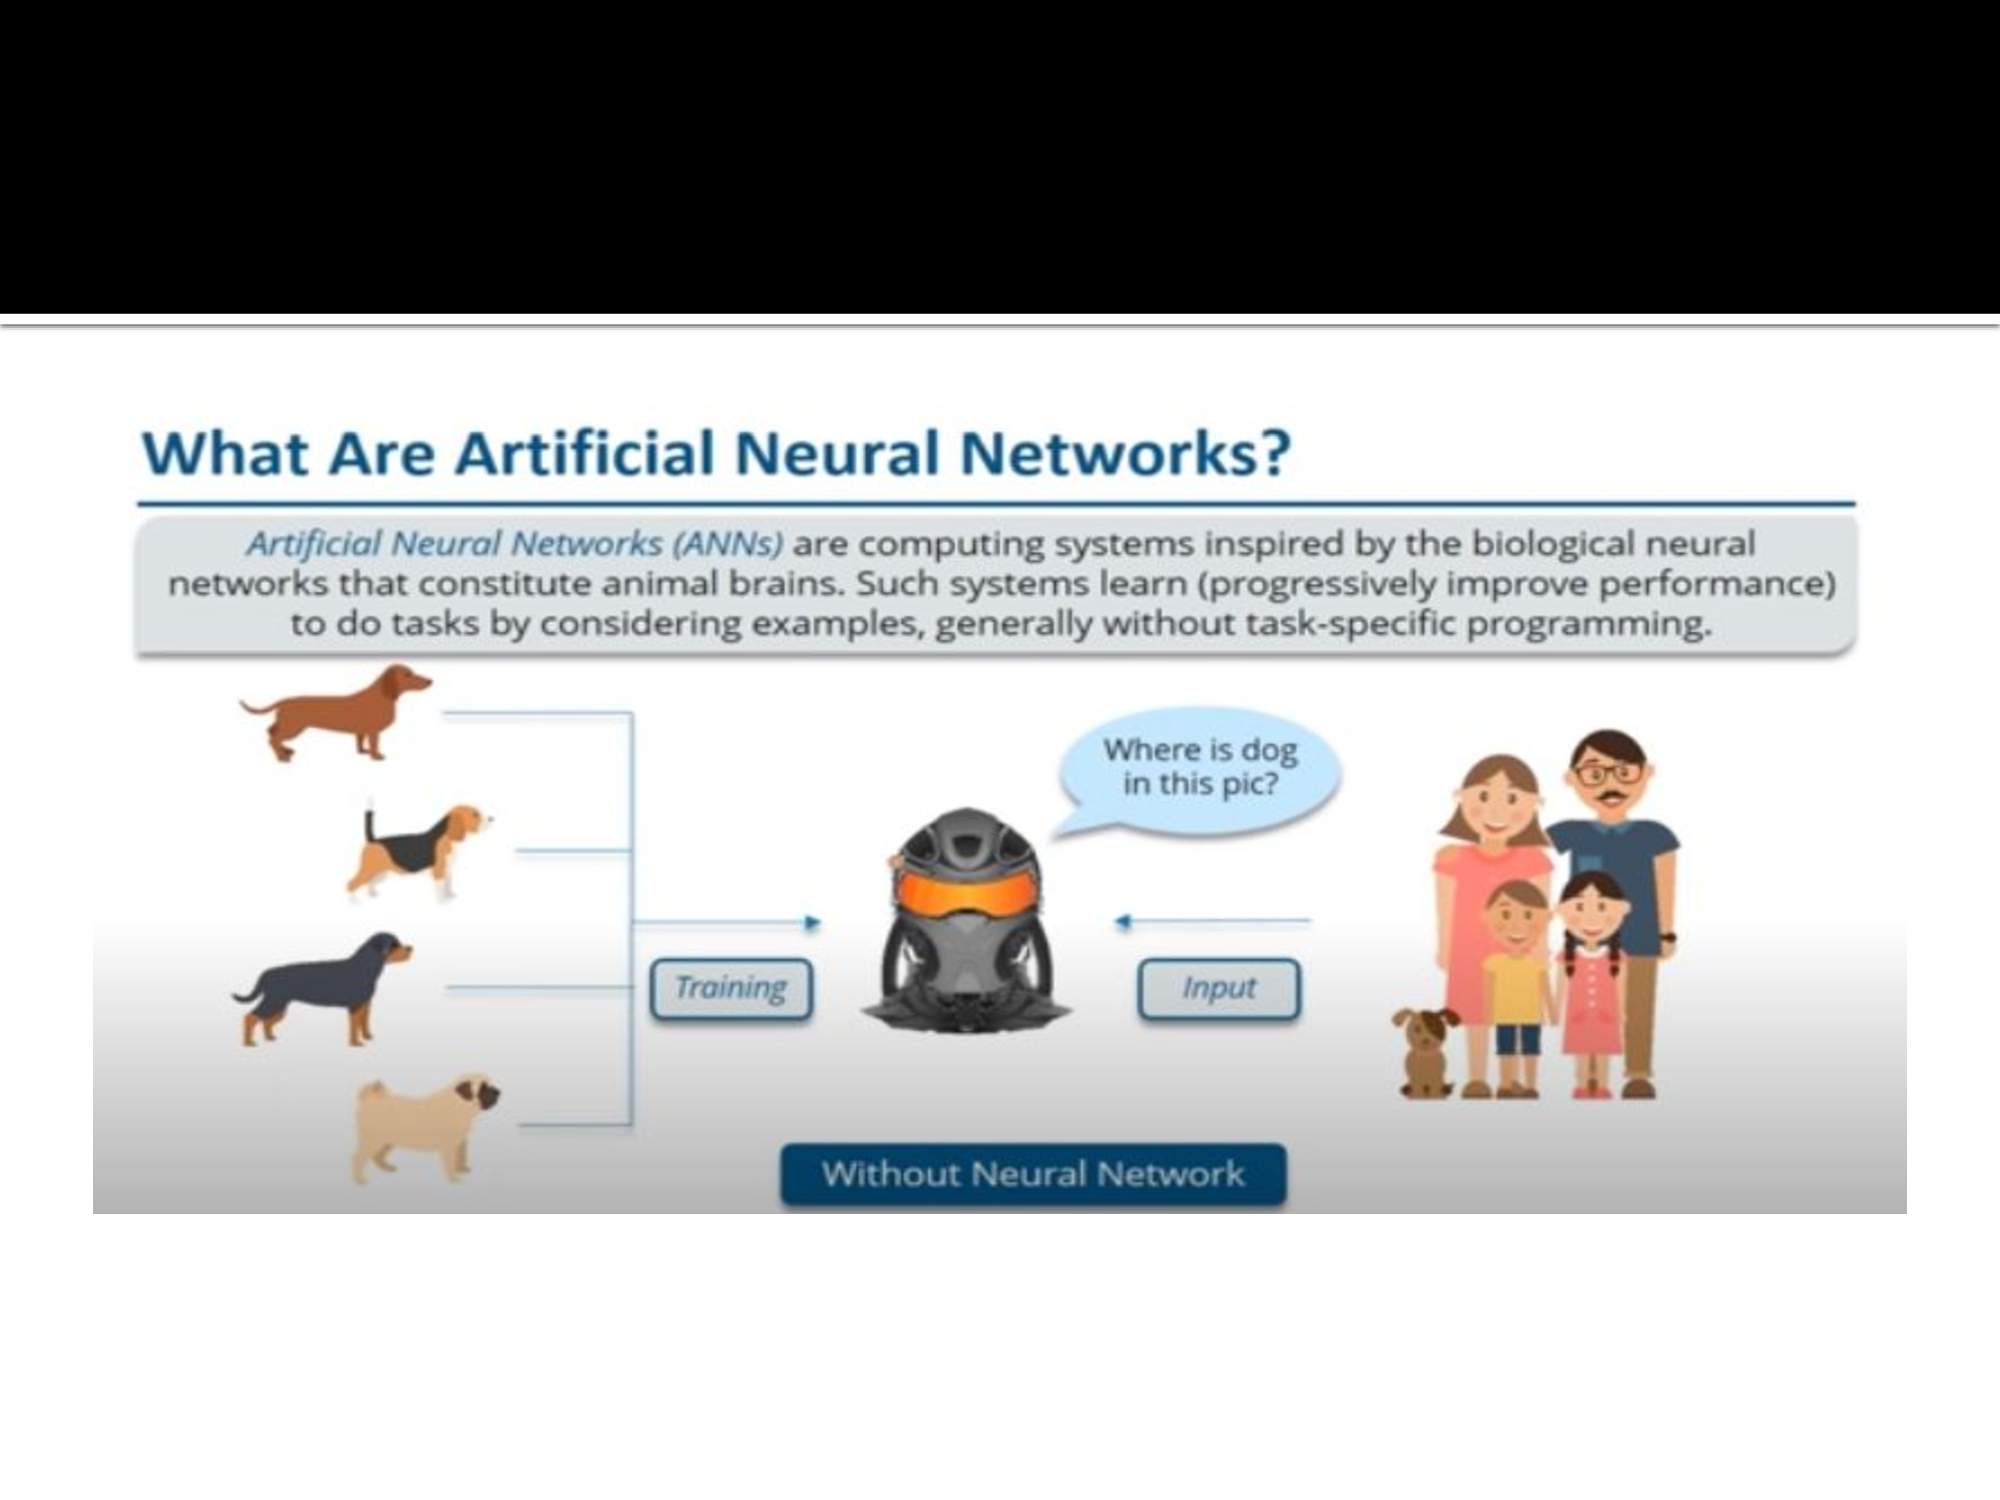 What Are Artificial Neural Networks?
Artificial Neural Networks (ANNs) are computing systems inspired by the biological neural
networks that constitute animal brains. Such systems learn (progressively improve performance)
to do tasks by considering examples, generally without task-specific programming.
Where is dog
in this pic?
Training
Input
Without Neural Network